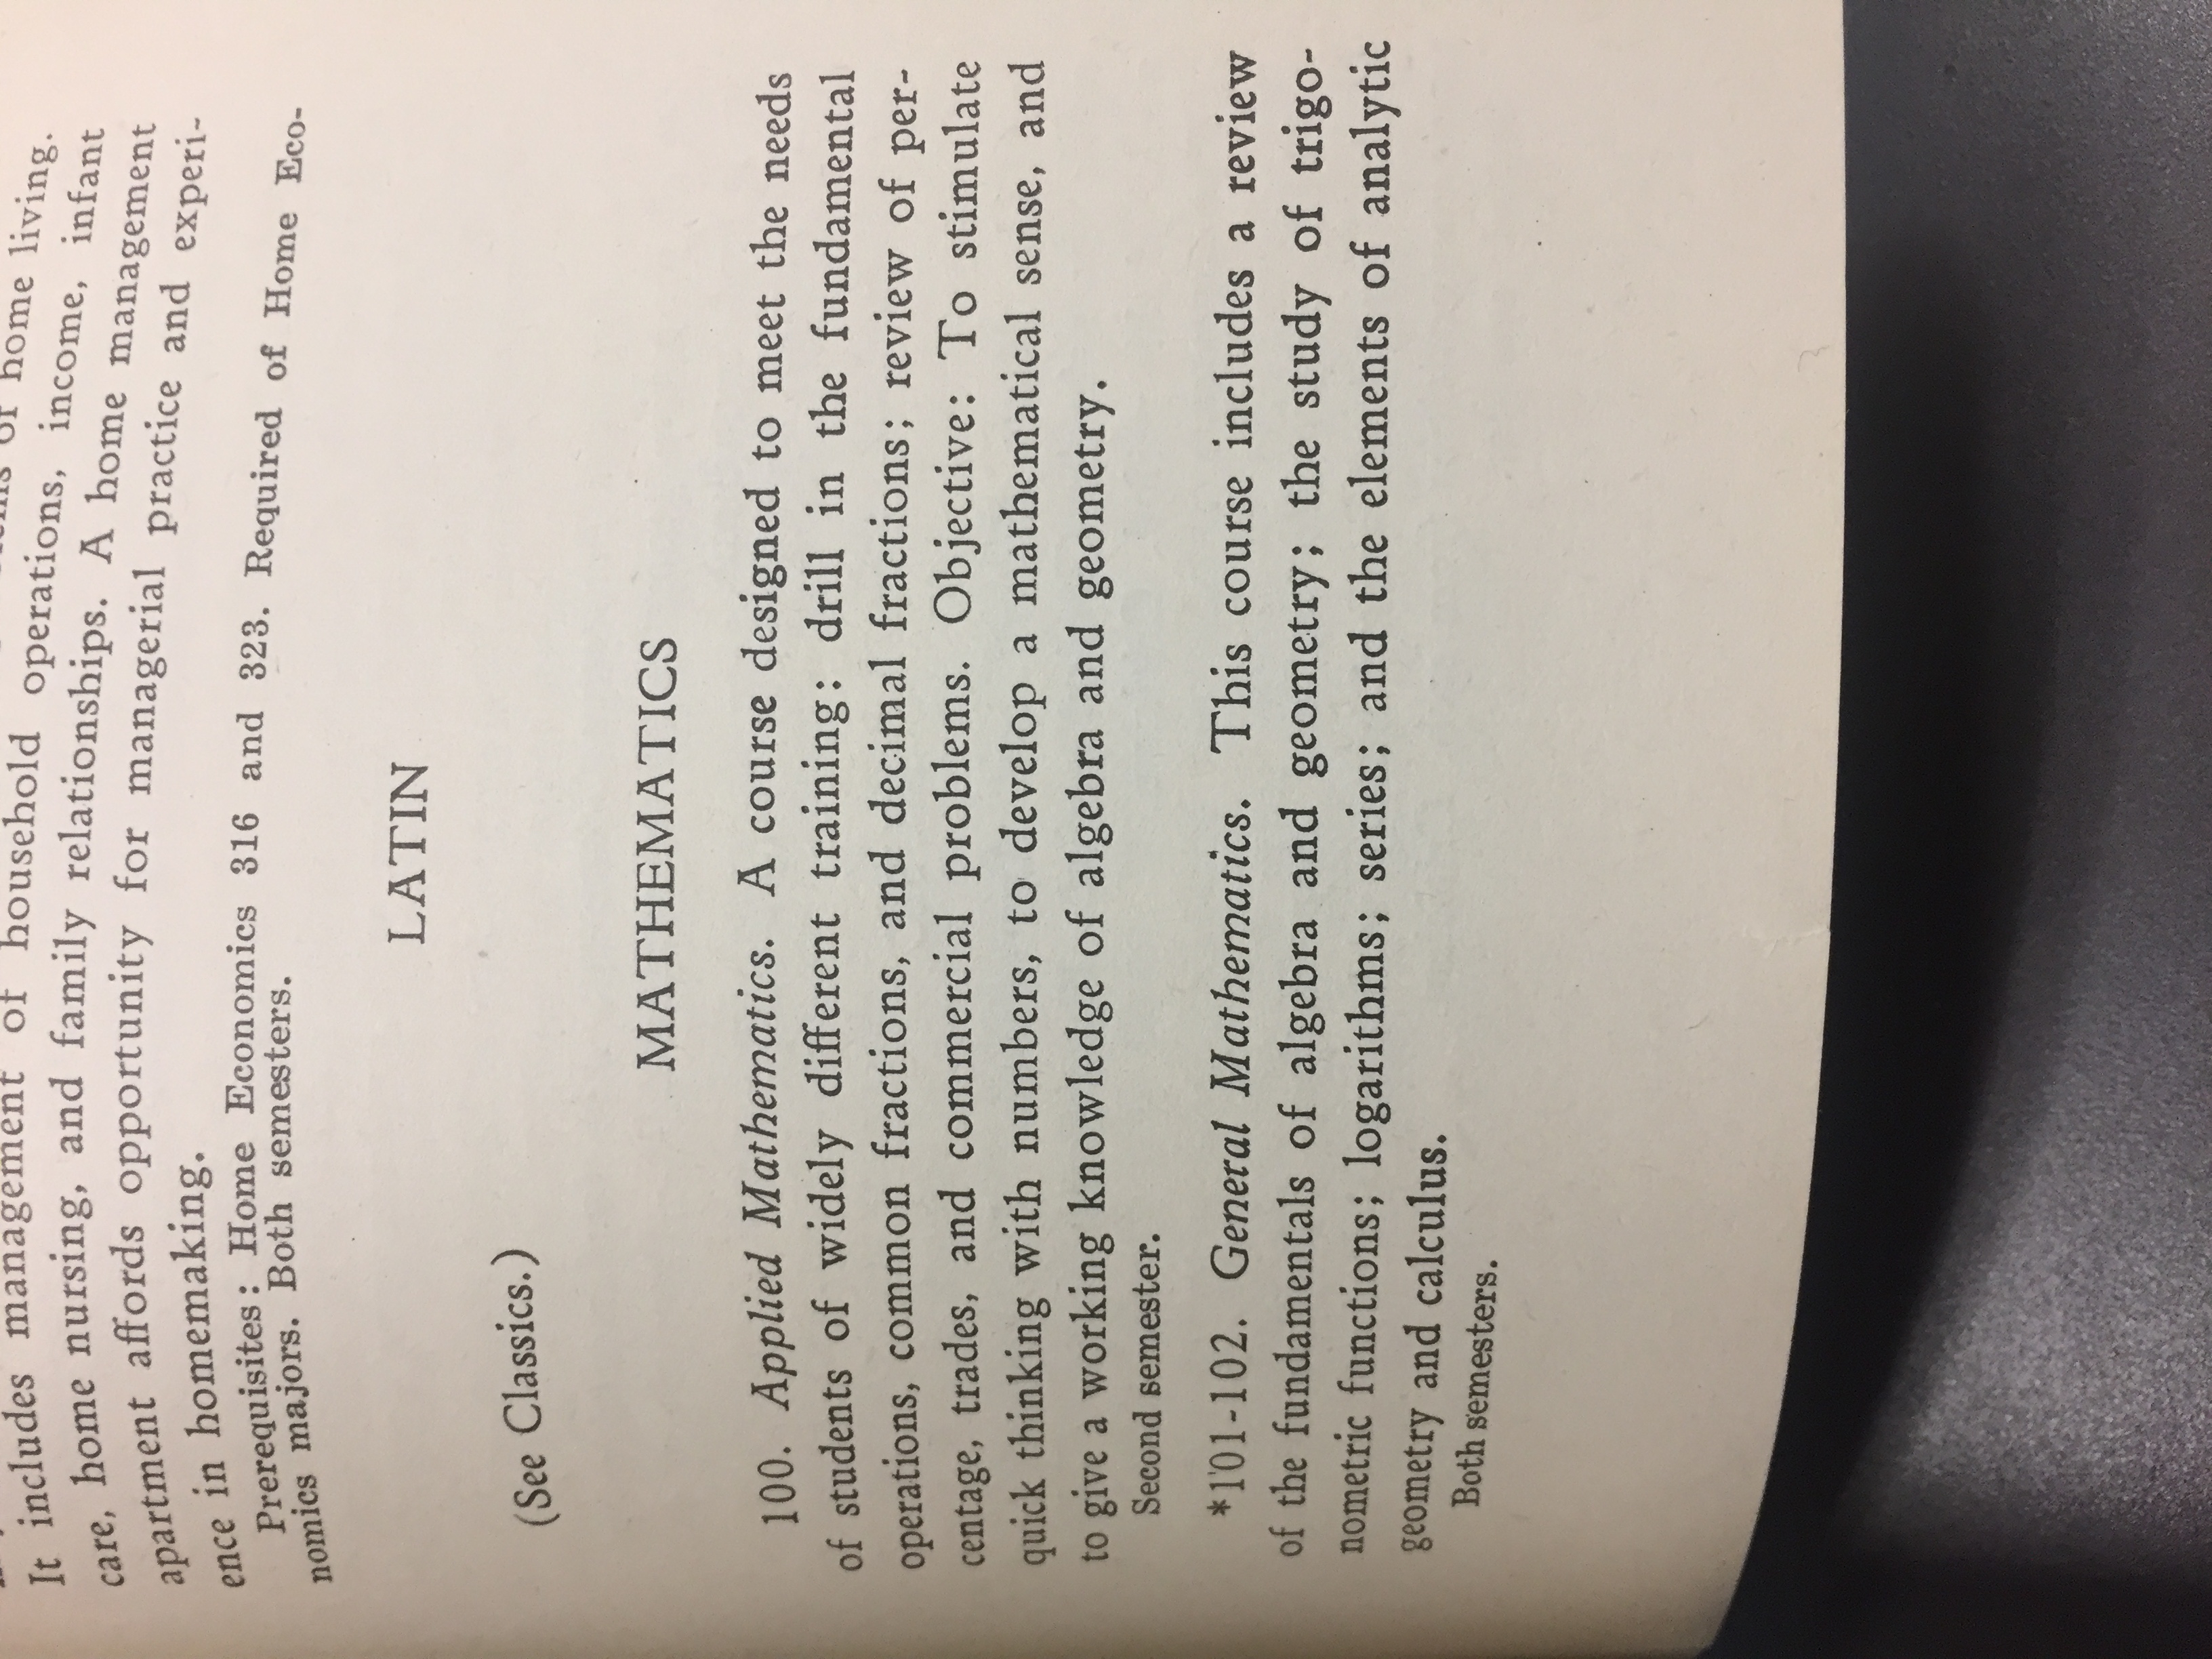 of home living.
It includes management of household operations, income, infant
care, home nursing, and family relationships. A home management
apartment affords opportunity for managerial practice and experi-
ence in homemaking.
Prerequisites: Home Economics 316 and 323. Required of Home Eco-
nomics majors. Both semesters.
LATIN
(See Classics.)
MATHEMATICS
100. Applied Mathematics. A course designed to meet the needs
of students of widely different training: drill in the fundamental
operations, common fractions, and decimal fractions; review of per-
centage, trades, and commercial problems. Objective: To stimulate
quick thinking with numbers, to develop a mathematical sense, and
to give a working knowledge of algebra and geometry.
Second semester.
*101-102. General Mathematics. This course includes a review
of the fundamentals of algebra and geometry; the study of trigo-
nometric functions; logarithms; series; and the elements of analytic
geometry and calculus.
Both semesters.